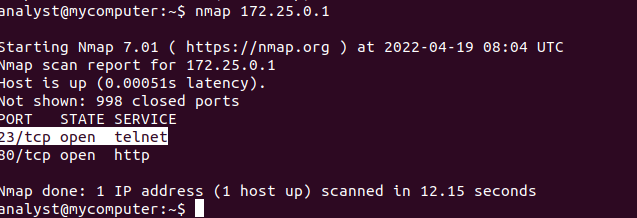 analyst@mycomputer:~$ nmap 172.25.0.1
Starting Nmap 7.01 ( https://nmap.org ) at 2022-04-19 08:04 UTC
Nmap scan report for 172.25.0.1
Host is up (0.00051s latency).
Not shown: 998 closed ports
PORT   STATE SERVICE
23/tcp open  telnet
80/tcp open  http
Nmap done: 1 IP address (1 host up) scanned in 12.15 seconds
analyst@mycomputer:~$